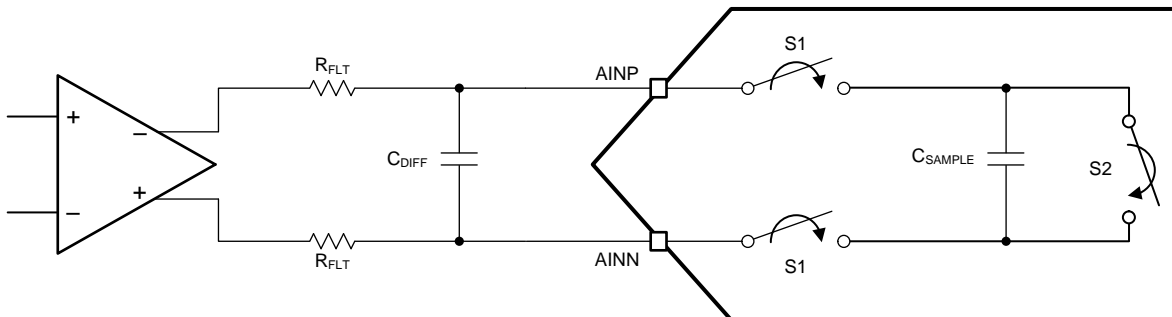 S1
R_FLT
AINP
+
−
C_DIFF
C_SAMPLE
S2
+
−
AINN
R_FLT
S1